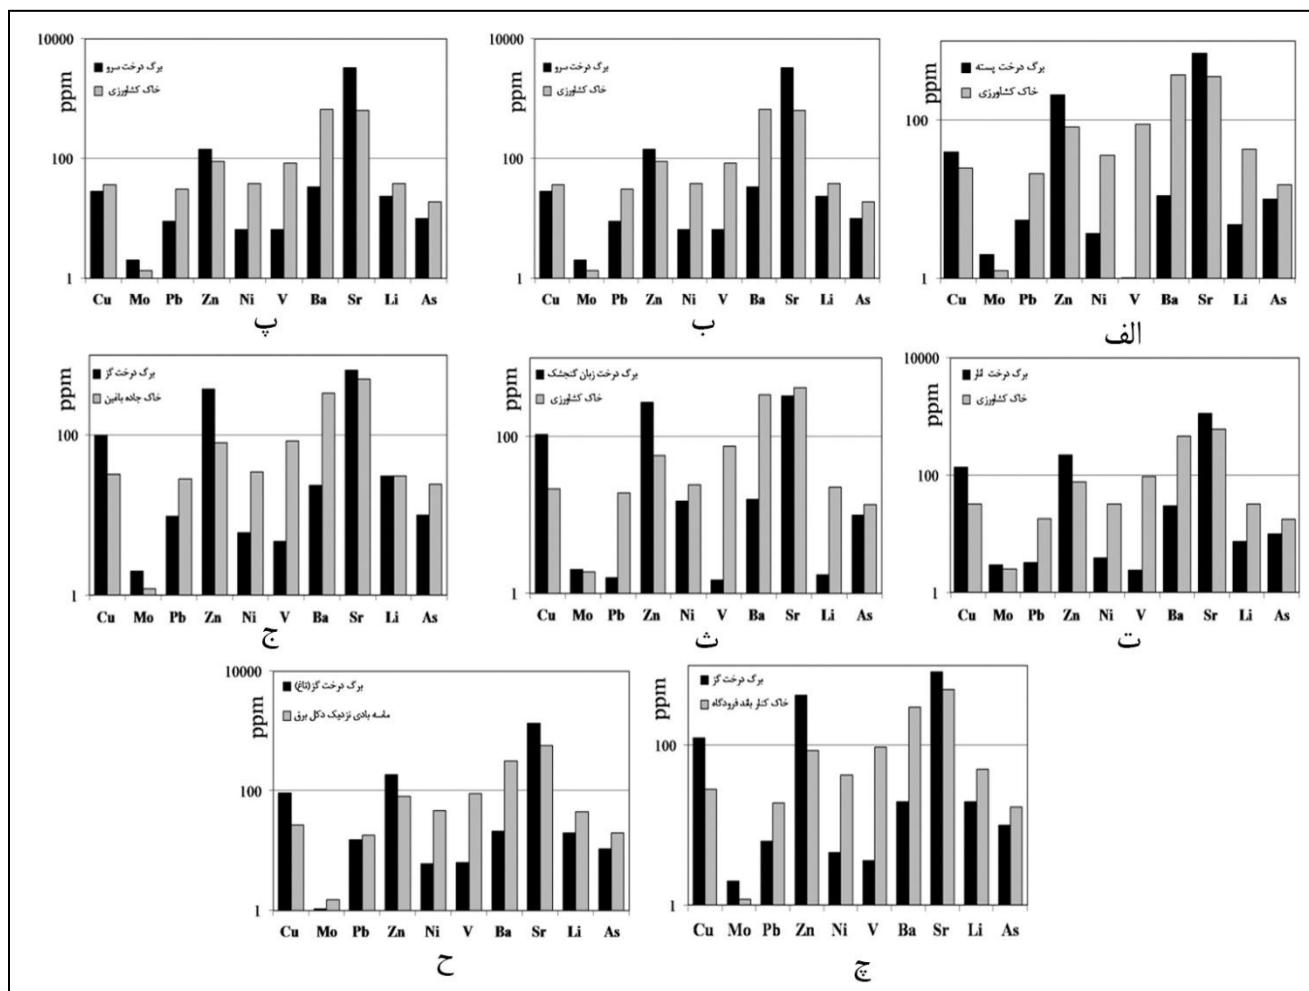 ppm
برگ درخت پسته
خاک کشاورزی
100
1
Cu Mo Pb Zn Ni V Ba Sr Li As
الف
10000
ppm
برگ درخت سرو
خاک کشاورزی
100
1
Cu Mo Pb Zn Ni V Ba Sr Li As
ب
10000
ppm
برگ درخت سرو
خاک کشاورزی
100
1
Cu Mo Pb Zn Ni V Ba Sr Li As
پ
10000
ppm
برگ درخت انار
خاک کشاورزی
100
1
Cu Mo Pb Zn Ni V Ba Sr Li As
ت
ppm
برگ درخت زبان گنجشک
خاک کشاورزی
100
1
Cu Mo Pb Zn Ni V Ba Sr Li As
ث
ppm
برگ درخت گز
خاک جاده باغین
100
1
Cu Mo Pb Zn Ni V Ba Sr Li As
ج
ppm
برگ درخت گز
خاک کنار باند فرودگاه
100
1
Cu Mo Pb Zn Ni V Ba Sr Li As
چ
10000
ppm
برگ درخت گز(تاغ)
ماسه بادی نزدیک دکل برق
100
1
Cu Mo Pb Zn Ni V Ba Sr Li As
ح